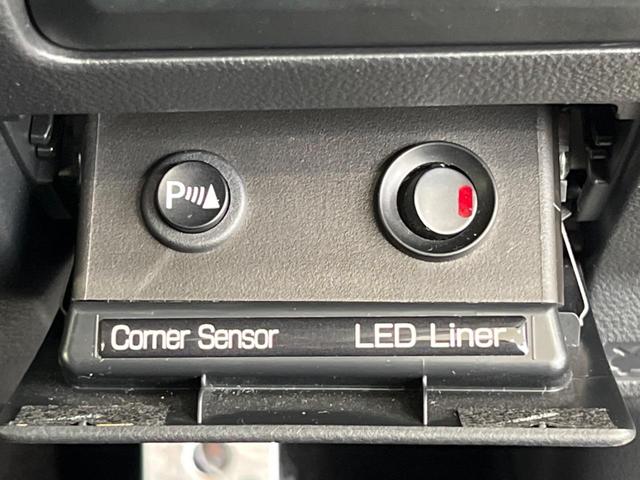 P
Corner Sensor LED Liner